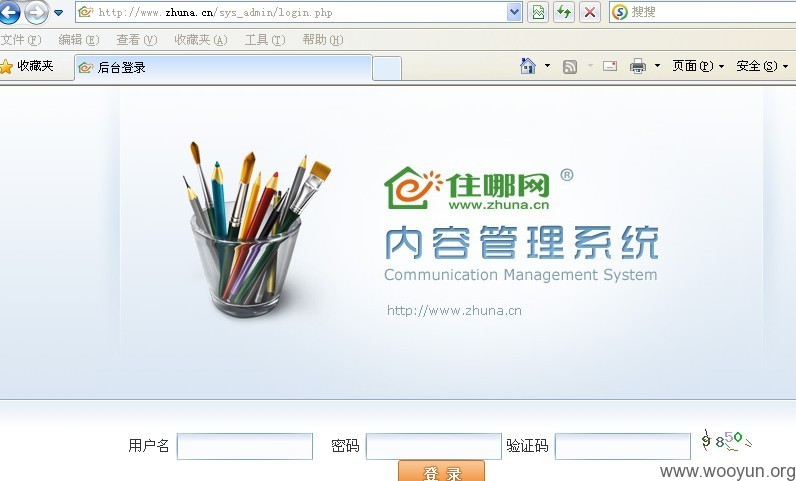 http://www.zhuna.cn/sys_admin/login.php
搜搜
文件(F) 编辑(E) 查看(V) 收藏夹(A) 工具(T) 帮助(H)
收藏夹 后台登录 页面(P) 安全(S)
住哪网®
www.zhuna.cn
内容管理系统
Communication Management System
http://www.zhuna.cn
用户名 密码 验证码 9850
登 录
www.wooyun.org